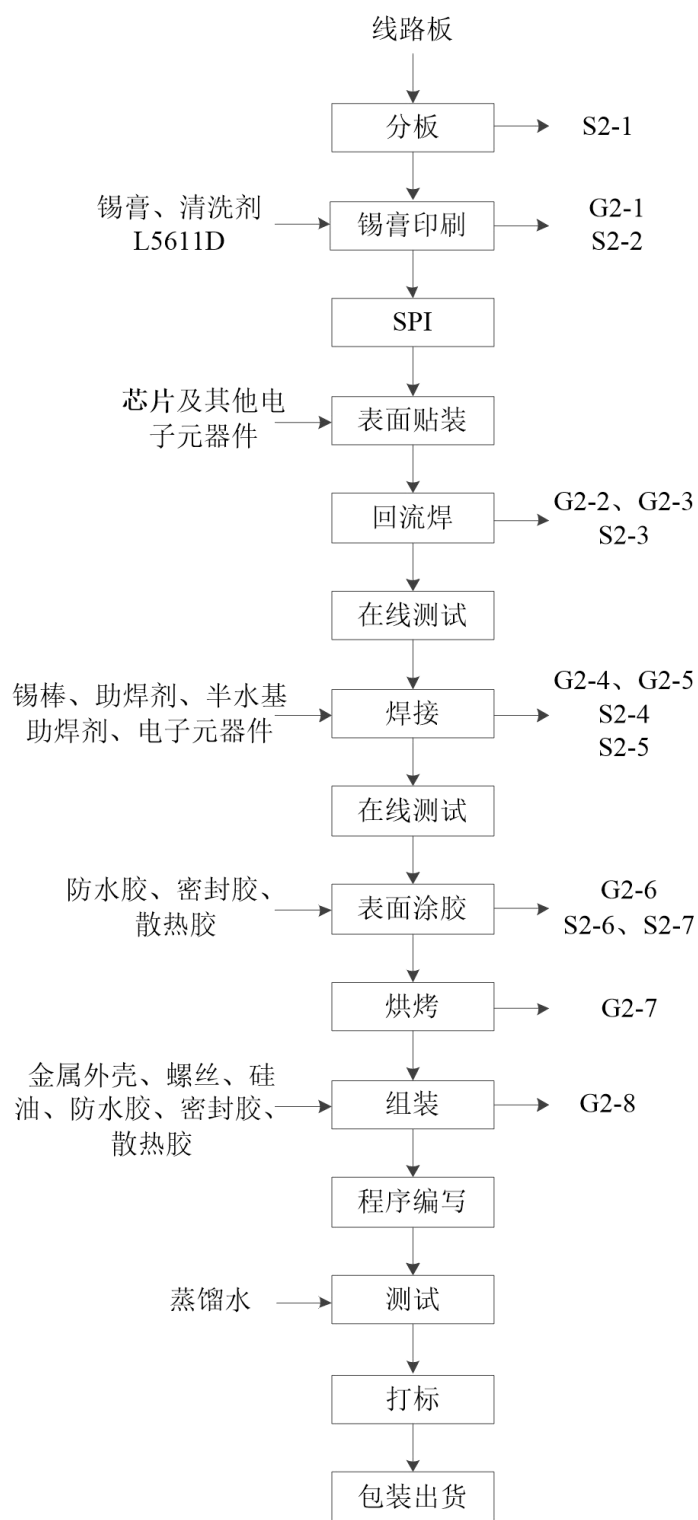 线路板
分板
S2-1
锡膏、清洗剂
L5611D
锡膏印刷
G2-1
S2-2
SPI
芯片及其他电
子元器件
表面贴装
回流焊
G2-2、G2-3
S2-3
在线测试
锡棒、助焊剂、半水基
助焊剂、电子元器件
焊接
G2-4、G2-5
S2-4
S2-5
在线测试
防水胶、密封胶、
散热胶
表面涂胶
G2-6
S2-6、S2-7
烘烤
G2-7
金属外壳、螺丝、硅
油、防水胶、密封胶、
散热胶
组装
G2-8
程序编写
蒸馏水
测试
打标
包装出货